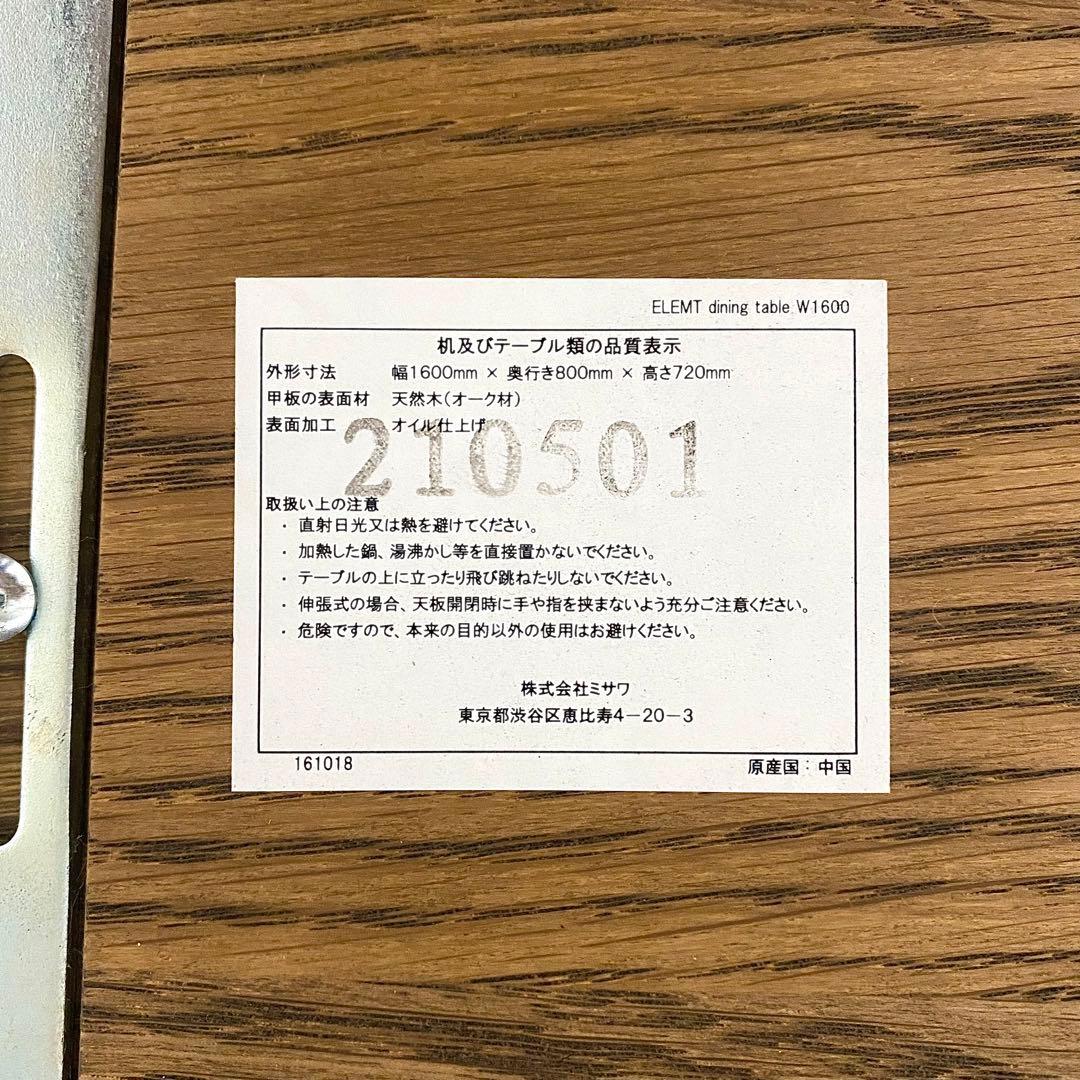 ELEMT dining table W1600
机及びテーブル類の品質表示
外形寸法 幅1600mm × 奥行き800mm × 高さ720mm
甲板の表面材 天然木(オーク材)
表面加工 オイル仕上げ
210501
取扱い上の注意
・ 直射日光又は熱を避けてください。
・ 加熱した鍋、湯沸かし等を直接置かないでください。
・ テーブルの上に立ったり飛び跳ねたりしないでください。
・ 伸張式の場合、天板開閉時に手や指を挟まないよう充分ご注意ください。
・ 危険ですので、本来の目的以外の使用はお避けください。
株式会社ミサワ
東京都渋谷区恵比寿4-20-3
161018 原産国:中国